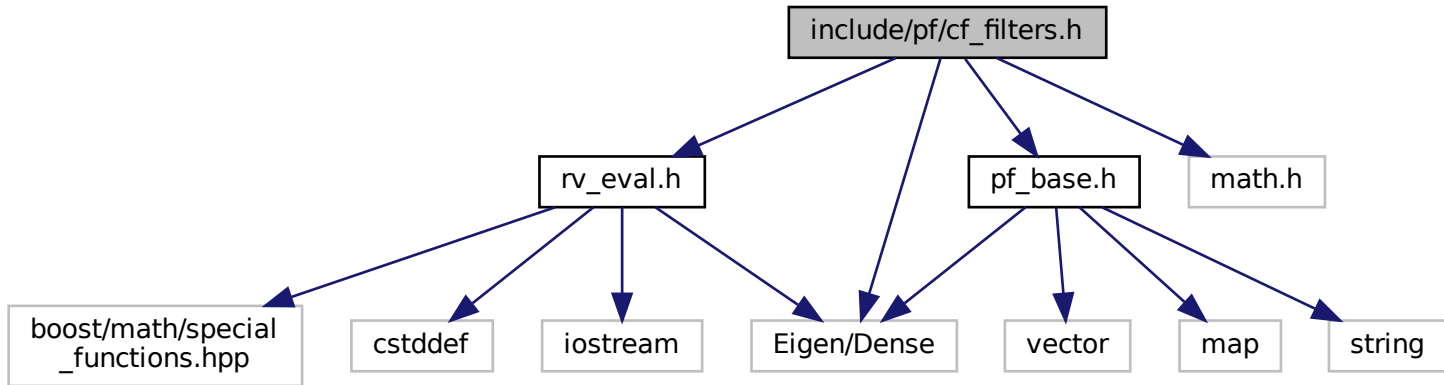 include/pf/cf_filters.h
rv_eval.h
pf_base.h
math.h
boost/math/special
_functions.hpp
cstddef
iostream
Eigen/Dense
vector
map
string